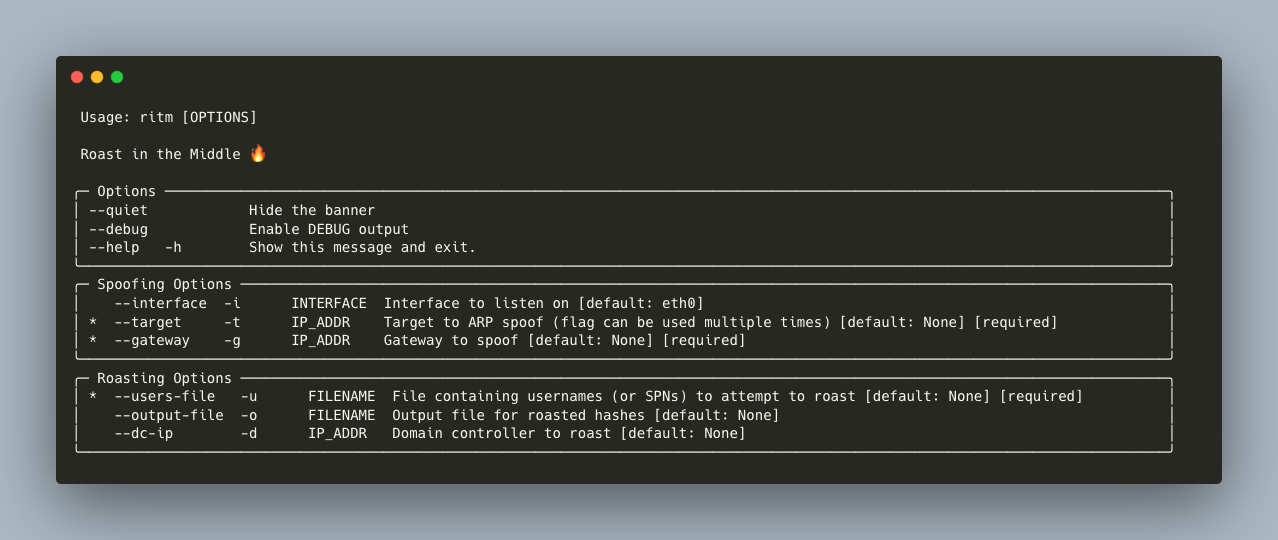 Usage: ritm [OPTIONS]
Roast in the Middle 🔥
Options
--quiet Hide the banner
--debug Enable DEBUG output
--help -h Show this message and exit.
Spoofing Options
--interface -i INTERFACE Interface to listen on [default: eth0]
* --target -t IP_ADDR Target to ARP spoof (flag can be used multiple times) [default: None] [required]
* --gateway -g IP_ADDR Gateway to spoof [default: None] [required]
Roasting Options
* --users-file -u FILENAME File containing usernames (or SPNs) to attempt to roast [default: None] [required]
--output-file -o FILENAME Output file for roasted hashes [default: None]
--dc-ip -d IP_ADDR Domain controller to roast [default: None]